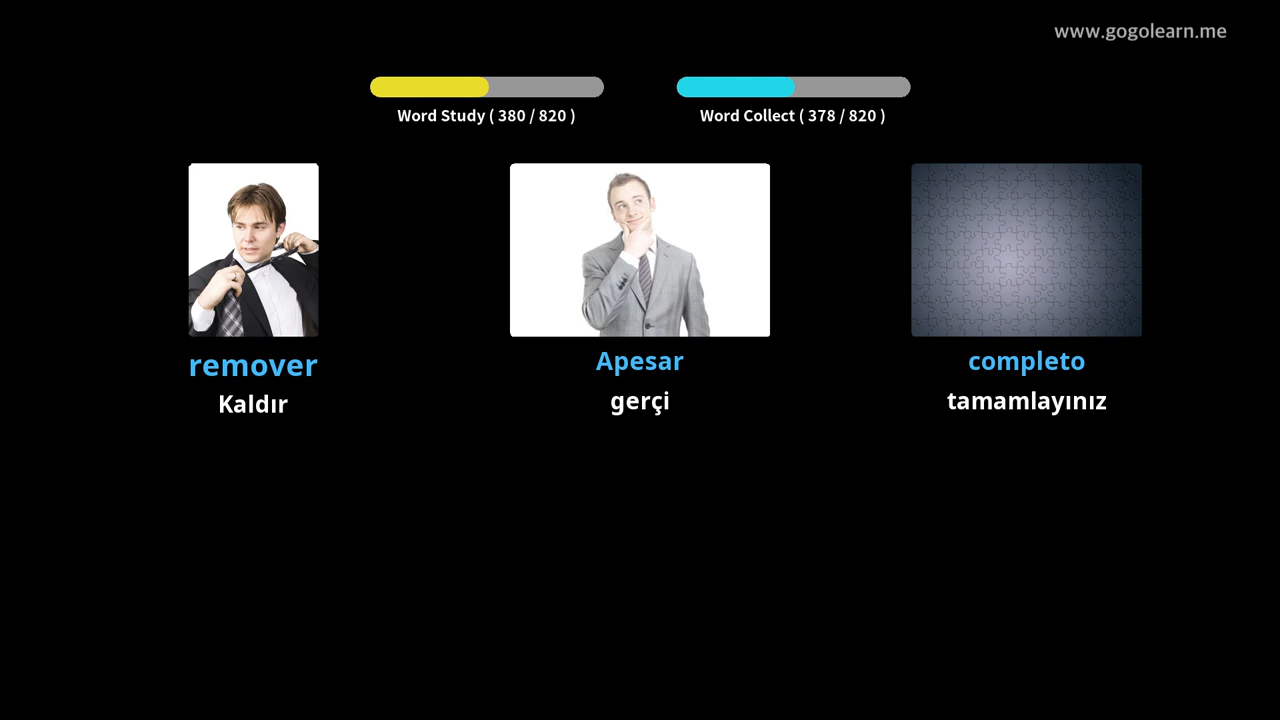 www.gogolearn.me
Word Study ( 380 / 820 )
Word Collect ( 378 / 820 )
remover
Kaldır
Apesar
gerçi
completo
tamamlayınız